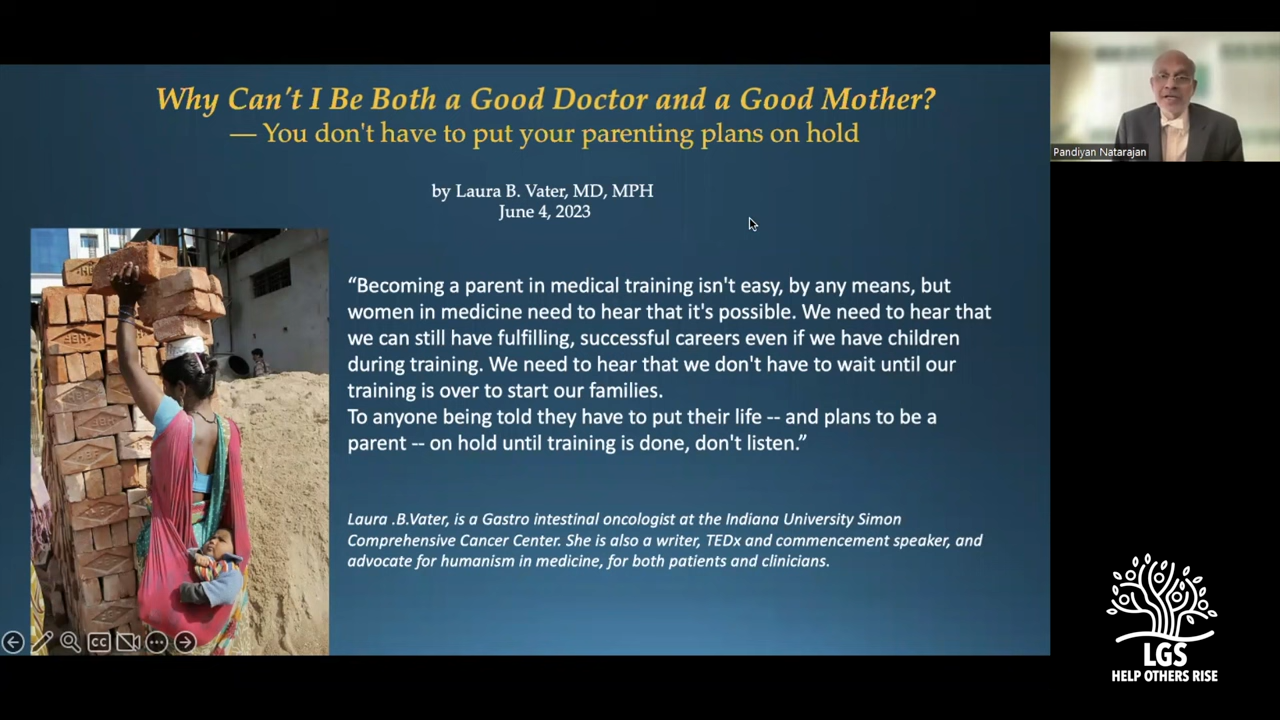 Why Can't I Be Both a Good Doctor and a Good Mother?
— You don't have to put your parenting plans on hold
by Laura B. Vater, MD, MPH
June 4, 2023
“Becoming a parent in medical training isn't easy, by any means, but
women in medicine need to hear that it's possible. We need to hear that
we can still have fulfilling, successful careers even if we have children
during training. We need to hear that we don't have to wait until our
training is over to start our families.
To anyone being told they have to put their life -- and plans to be a
parent -- on hold until training is done, don't listen.”
Laura .B.Vater, is a Gastro intestinal oncologist at the Indiana University Simon
Comprehensive Cancer Center. She is also a writer, TEDx and commencement speaker, and
advocate for humanism in medicine, for both patients and clinicians.
CC
Pandiyan Natarajan
LGS
HELP OTHERS RISE